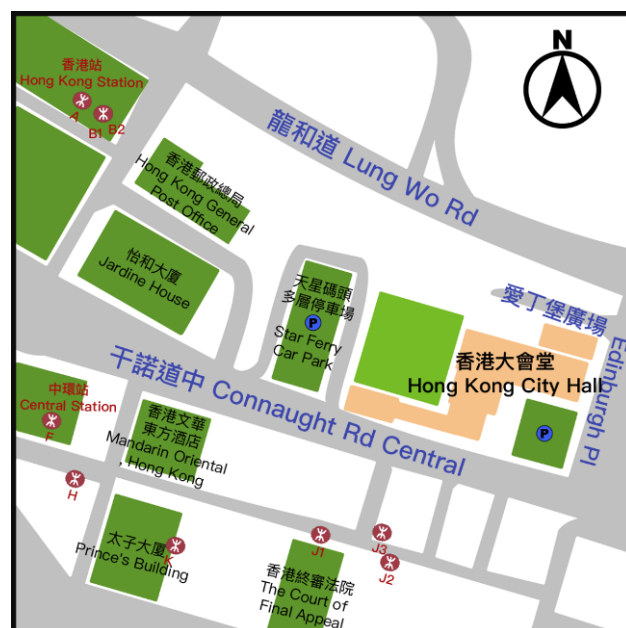 香港站
Hong Kong Station
A
B1
B2
N
龍和道 Lung Wo Rd
香港郵政總局
Hong Kong General
Post Office
怡和大廈
Jardine House
天星碼頭
多層停車場
P
Star Ferry
Car Park
愛丁堡廣場
Edinburgh Pl
香港大會堂
Hong Kong City Hall
P
干諾道中 Connaught Rd Central
中環站
Central Station
F
香港文華
東方酒店
Mandarin Oriental
, Hong Kong
H
太子大廈
K
Prince's Building
J1
J3
J2
香港終審法院
The Court of
Final Appeal